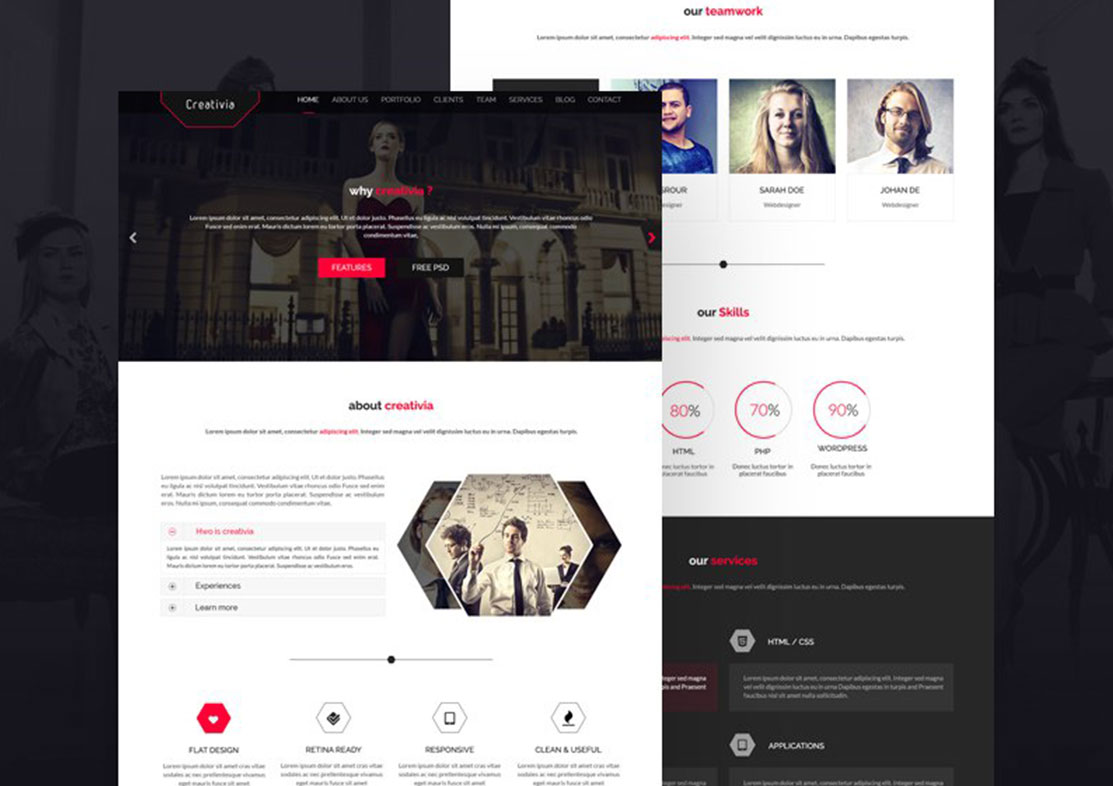 our teamwork
Lorem ipsum dolor sit amet, consectetur adipiscing elit. Integer sed magna vel velit dignissim luctus eu in urna. Dapibus egestas turpis.
GROUR
SARAH DOE
JOHAN DE
esigner
Webdesigner
Webdesigner
our Skills
piscing elit. Integer sed magna vel velit dignissim luctus eu in urna. Dapibus egestas turpis.
80%
70%
90%
HTML
PHP
WORDPRESS
onec luctus tortor in
placerat faucibus
Donec luctus tortor in
placerat faucibus
Donec luctus tortor in
placerat faucibus
our services
piscing elit. Integer sed magna vel velit dignissim luctus eu in urna. Dapibus egestas turpis.
HTML / CSS
teger sed magna
pis and Praesent
Lorem ipsum dolor sit amet, consectetur adipiscing elit. Integer sed magna
vel velit dignissim luctus eu in urna Dapibus egestas in turpis and Praesent
faucibus nisl sit amet nulla sollicitudin.
APPLICATIONS
Lorem ipsum dolor sit amet, consectetur adipiscing elit. Integer sed magna
Creativia
HOME
ABOUT US
PORTFOLIO
CLIENTS
TEAM
SERVICES
BLOG
CONTACT
why creativia ?
Lorem ipsum dolor sit amet, consectetur adipiscing elit. Ut et dolor justo. Phasellus eu ligula ac nisl volutpat tincidunt. Vestibulum vitae rhoncus odio
Fusce sed enim erat. Mauris dictum lorem eu tortor porta placerat. Suspendisse ac vestibulum eros. Nulla mi ipsum, consequat commodo
condimentum vitae,
FEATURES
FREE PSD
about creativia
Lorem ipsum dolor sit amet, consectetur adipiscing elit. Integer sed magna vel velit dignissim luctus eu in urna. Dapibus egestas turpis.
Lorem ipsum dolor sit amet, consectetur adipiscing elit. Ut et dolor justo. Phasellus
eu ligula ac nisl volutpat tincidunt. Vestibulum vitae rhoncus odio Fusce sed enim
erat. Mauris dictum lorem eu tortor porta placerat. Suspendisse ac vestibulum
eros. Nulla mi ipsum, consequat commodo condimentum vitae,
Hwo is creativia
Lorem ipsum dolor sit amet, consectetur adipiscing elit. Ut et dolor justo. Phasellus eu
ligula ac nisl volutpat tincidunt. Vestibulum vitae rhoncus odio Fusce sed enim erat.
Mauris dictum lorem eu tortor porta placerat. Suspendisse ac vestibulum eros.
Experiences
Learn more
FLAT DESIGN
RETINA READY
RESPONSIVE
CLEAN & USEFUL
Lorem ipsum dolor sit amet cras vitae
sodales ac nec prellentesque vivamus
eget mauris fusce sit amet
Lorem ipsum dolor sit amet cras vitae
sodales ac nec prellentesque vivamus
eget mauris fusce sit amet
Lorem ipsum dolor sit amet cras vitae
sodales ac nec prellentesque vivamus
eget mauris fusce sit amet
Lorem ipsum dolor sit amet cras vitae
sodales ac nec prellentesque vivamus
eget mauris fusce sit amet